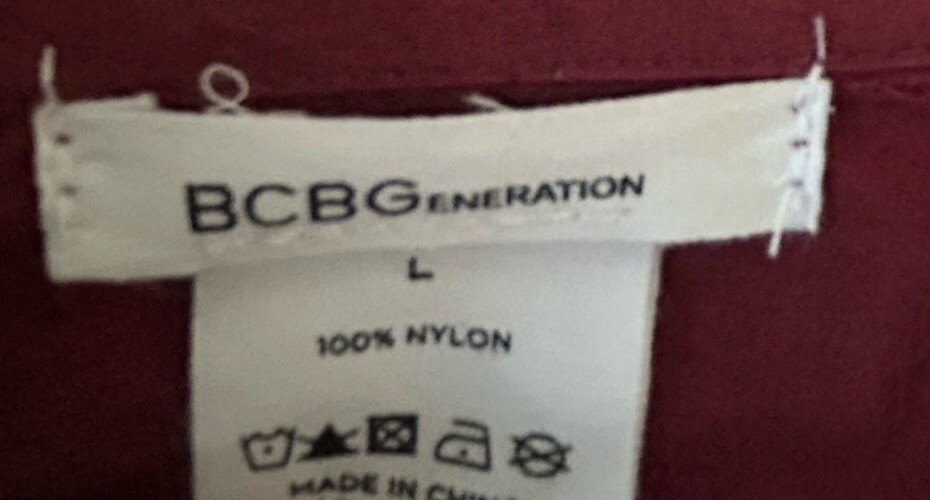 BCBGENERATION
L
100% NYLON
MADE IN CHINA